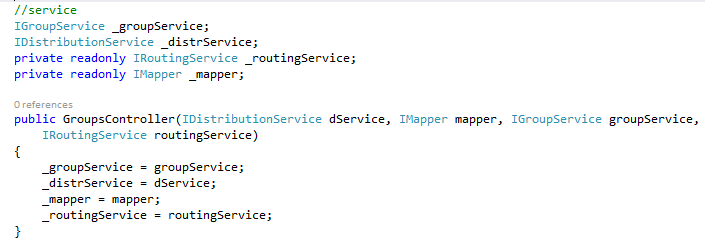 //service
IGroupService _groupService;
IDistributionService _distrService;
private readonly IRoutingService _routingService;
private readonly IMapper _mapper;
0 references
public GroupsController(IDistributionService dService, IMapper mapper, IGroupService groupService,
IRoutingService routingService)
{
_groupService = groupService;
_distrService = dService;
_mapper = mapper;
_routingService = routingService;
}